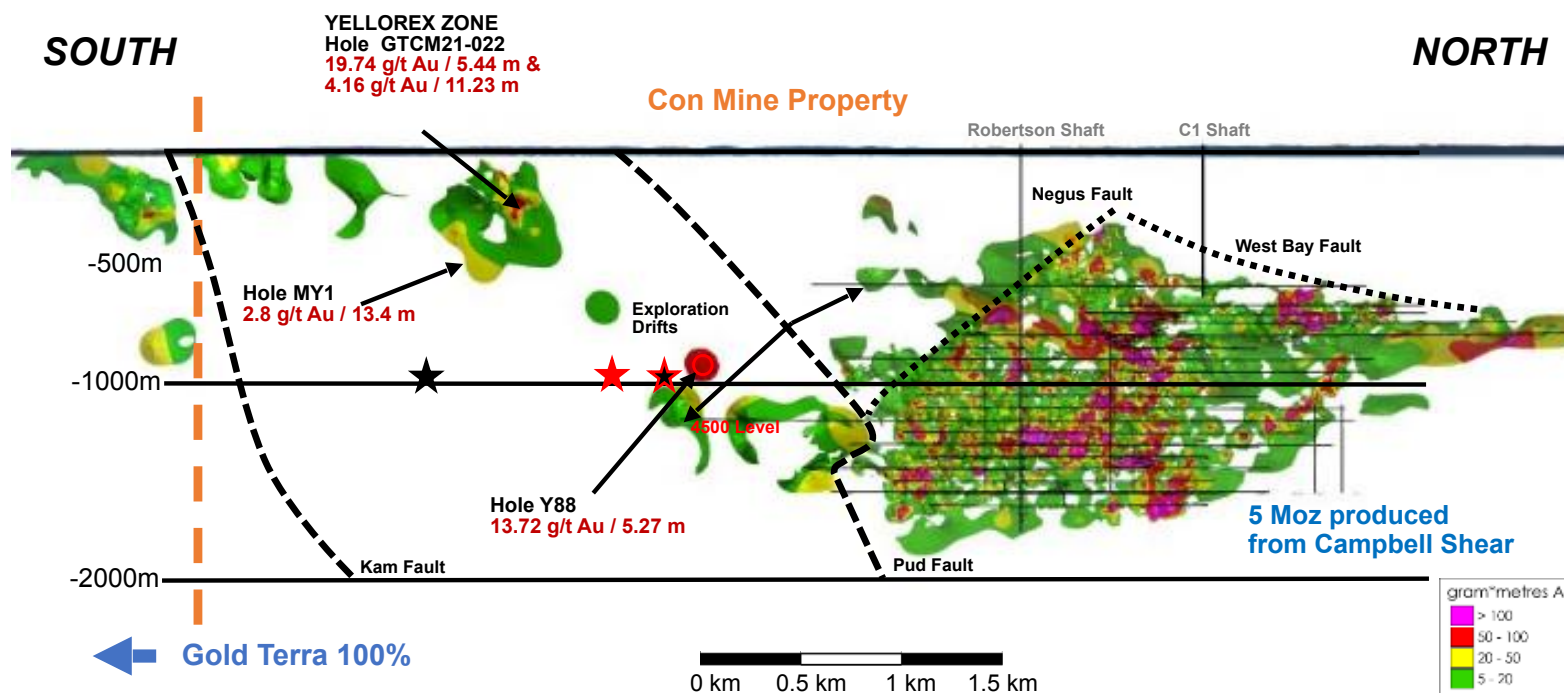 YELLOREX ZONE
Hole GTCM21-022
19.74 g/t Au / 5.44 m &
4.16 g/t Au / 11.23 m
SOUTH
NORTH
Con Mine Property
Robertson Shaft
C1 Shaft
Negus Fault
West Bay Fault
-500m
Hole MY1
2.8 g/t Au / 13.4 m
Exploration
Drifts
-1000m
4500 Level
Hole Y88
13.72 g/t Au / 5.27 m
5 Moz produced
from Campbell Shear
Kam Fault
Pud Fault
-2000m
gram*metres A
> 100
50 - 100
20 - 50
5 - 20
Gold Terra 100%
0 km
0.5 km
1 km
1.5 km